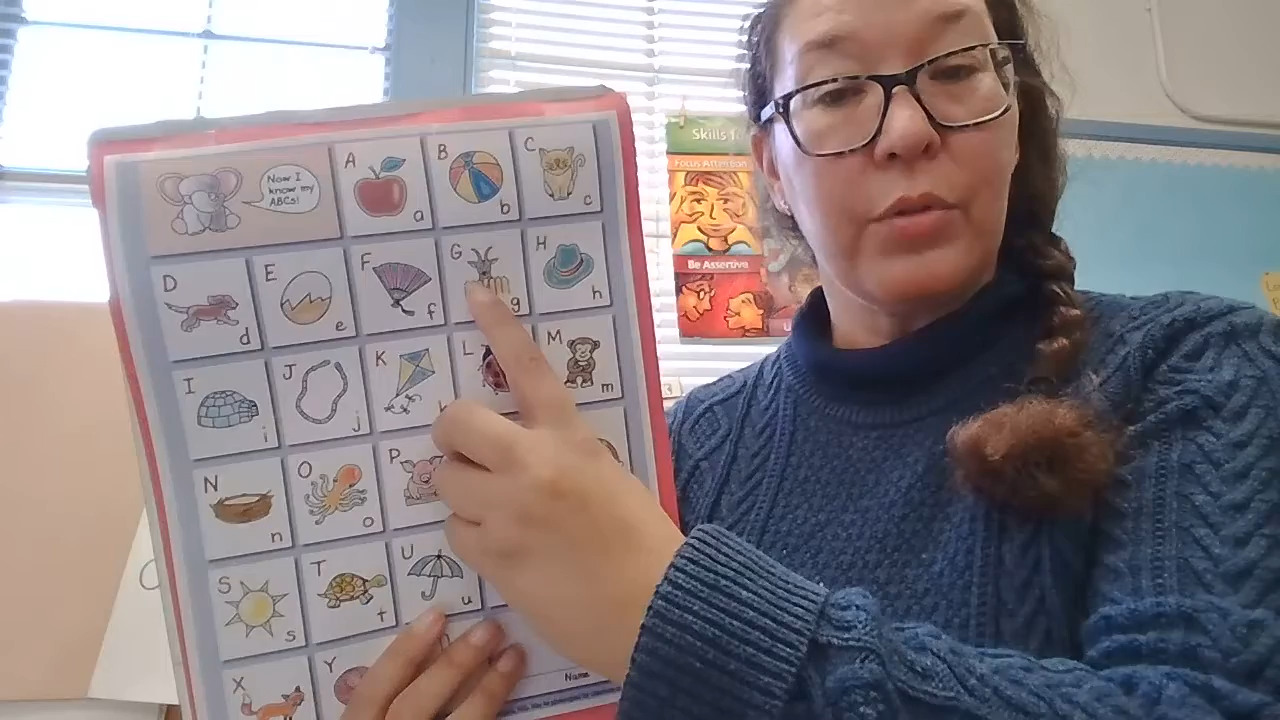 Now I
know my
ABCs!
A a
B b
C c
D d
E e
F f
G g
H h
I i
J j
K
L
M m
N n
O o
P
S s
T t
U u
X
Y
Name
Skills f
Focus Attention
Be Assertive